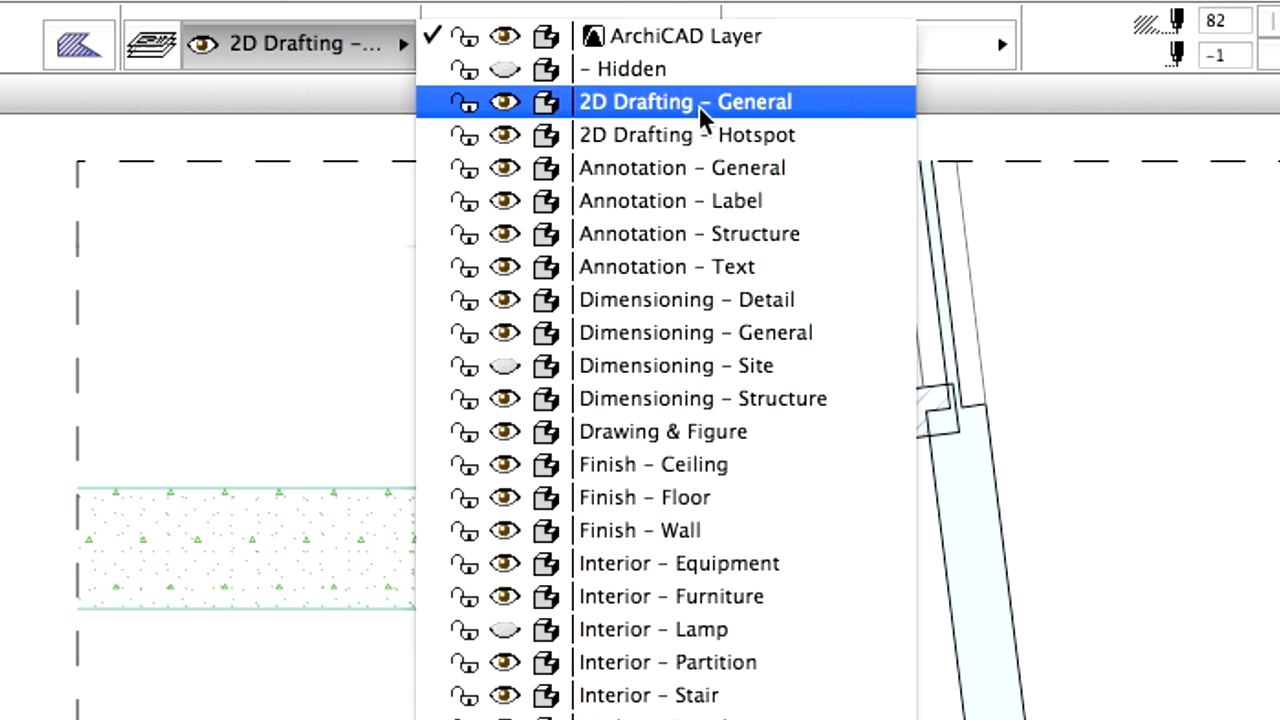 2D Drafting –...
82
-1
ArchiCAD Layer
– Hidden
2D Drafting – General
2D Drafting – Hotspot
Annotation – General
Annotation – Label
Annotation – Structure
Annotation – Text
Dimensioning – Detail
Dimensioning – General
Dimensioning – Site
Dimensioning – Structure
Drawing & Figure
Finish – Ceiling
Finish – Floor
Finish – Wall
Interior – Equipment
Interior – Furniture
Interior – Lamp
Interior – Partition
Interior – Stair